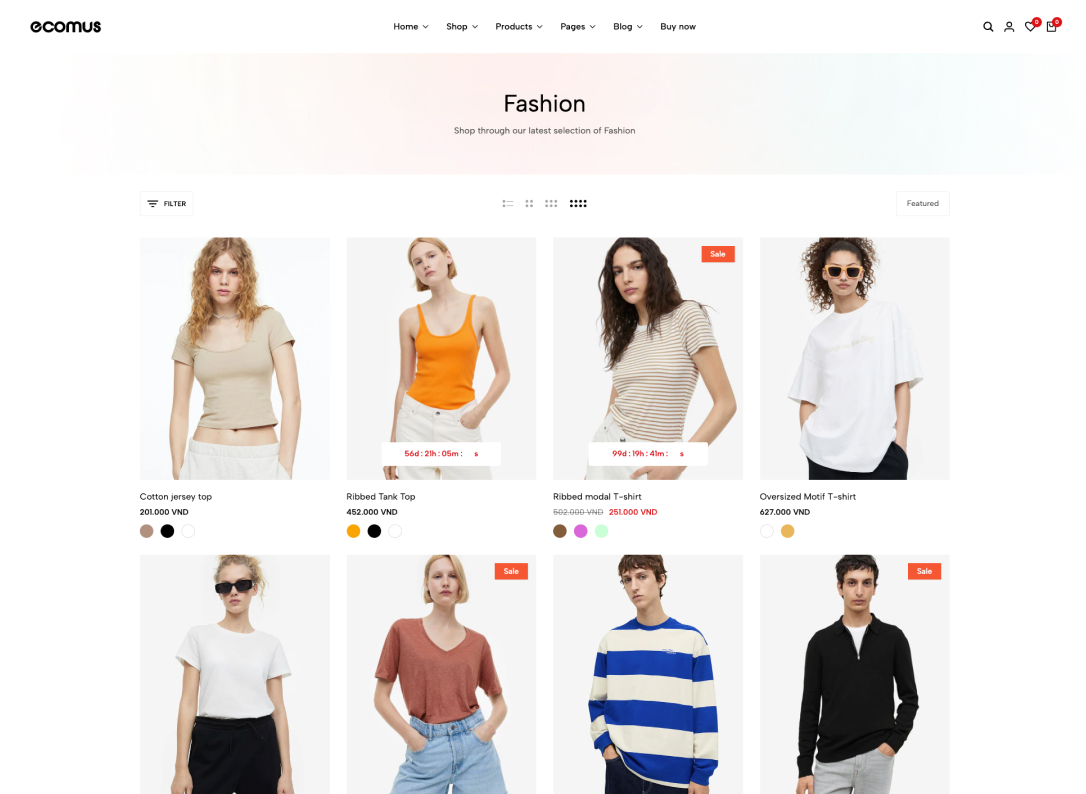 ecomus
Home Shop Products Pages Blog Buy now
0 0
Fashion
Shop through our latest selection of Fashion
FILTER
Featured
Sale
56d : 21h : 05m : s
99d : 19h : 41m : s
Cotton jersey top
201.000 VND
Ribbed Tank Top
452.000 VND
Ribbed modal T-shirt
502.000 VND 251.000 VND
Oversized Motif T-shirt
627.000 VND
Sale
Sale